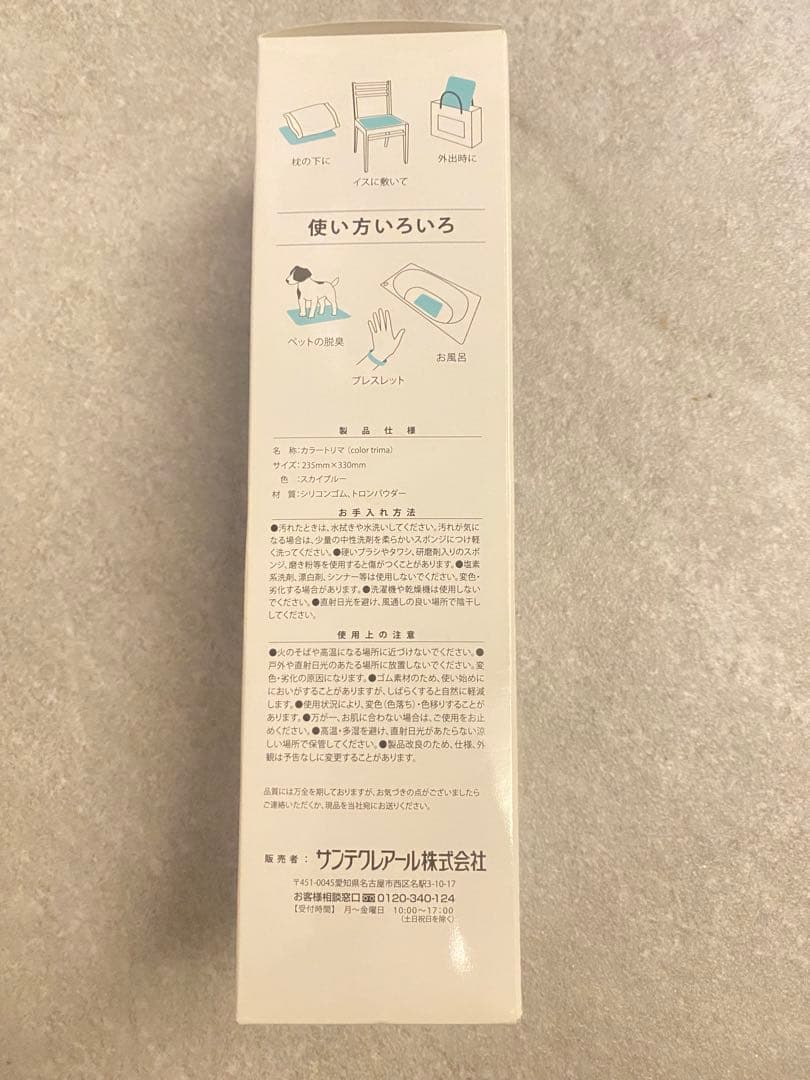 枕の下に
イスに敷いて
外出時に
使い方いろいろ
ペットの脱臭
ブレスレット
お風呂
製品仕様
名 称:カラートリマ (color trima)
サイズ:235mm×330mm
色 :スカイブルー
材 質:シリコンゴム、トロンパウダー
お手入れ方法
●汚れたときは、水拭きや水洗いしてください。汚れが気に
なる場合は、少量の中性洗剤を柔らかいスポンジにつけ軽
く洗ってください。●硬いブラシやタワシ、研磨剤入りのスポ
ンジ、磨き粉等を使用すると傷がつくことがあります。●塩素
系洗剤、漂白剤、シンナー等は使用しないでください。変色・
劣化する場合があります。●洗濯機や乾燥機は使用しない
でください。●直射日光を避け、風通しの良い場所で陰干し
してください。
使用上の注意
●火のそばや高温になる場所に近づけないでください。●
戸外や直射日光のあたる場所に放置しないでください。変
色・劣化の原因になります。●ゴム素材のため、使い始めに
においがすることがありますが、しばらくすると自然に軽減
します。●使用状況により、変色(色落ち)・色移りすることが
あります。●万が一、お肌に合わない場合は、ご使用をお止
めください。●高温・多湿を避け、直射日光があたらない涼
しい場所で保管してください。●製品改良のため、仕様、外
観は予告なしに変更することがあります。
品質には万全を期しておりますが、お気づきの点がございましたら
ご連絡いただくか、現品を当社宛にお送りください。
販売者:サンテクレアール株式会社
〒451-0045愛知県名古屋市西区名駅3-10-17
お客様相談窓口 0120-340-124
【受付時間】 月～金曜日 10:00～17:00
(土日祝日を除く)